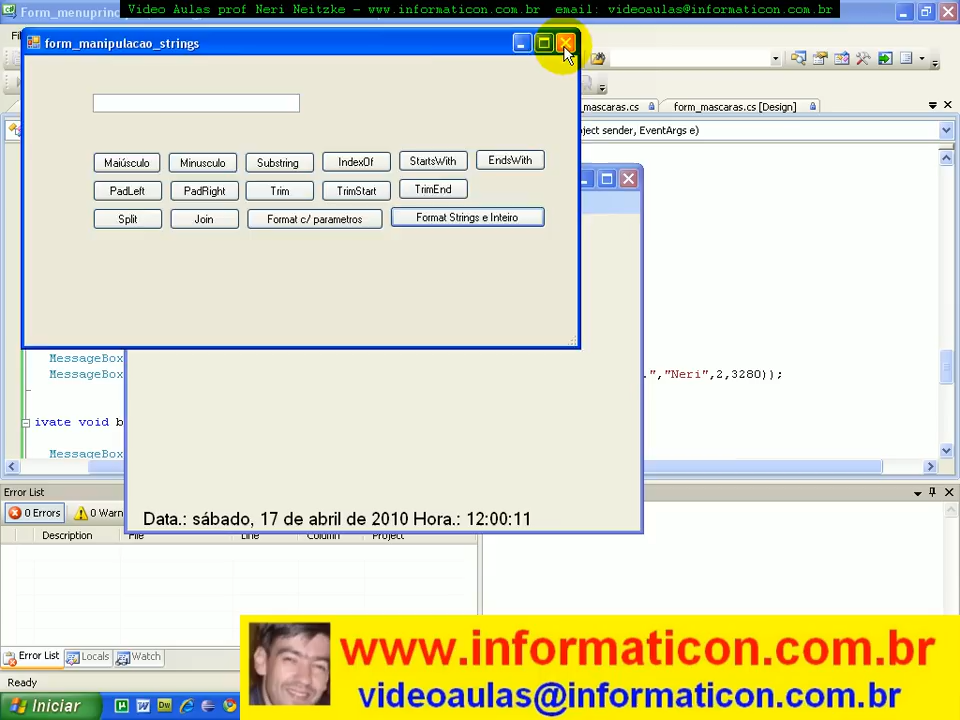 Form_menuprinc
Video Aulas prof Neri Neitzke - www.informaticon.com.br email: videoaulas@informaticon.com.br
form_manipulacao_strings
_mascaras.cs
form_mascaras.cs [Design]
oject sender, EventArgs e)
Maiúsculo
Minusculo
Substring
IndexOf
StartsWith
EndsWith
PadLeft
PadRight
Trim
TrimStart
TrimEnd
Split
Join
Format c/ parametros
Format Strings e Inteiro
MessageBox
MessageBox
.","Neri",2,3280));
ivate void b
MessageBox
Data.: sábado, 17 de abril de 2010 Hora.: 12:00:11
Error List
0 Errors
0 Warn
Description
File
Line
Column
Project
Error List
Locals
Watch
Ready
Iniciar
www.informaticon.com.br
videoaulas@informaticon.com.br